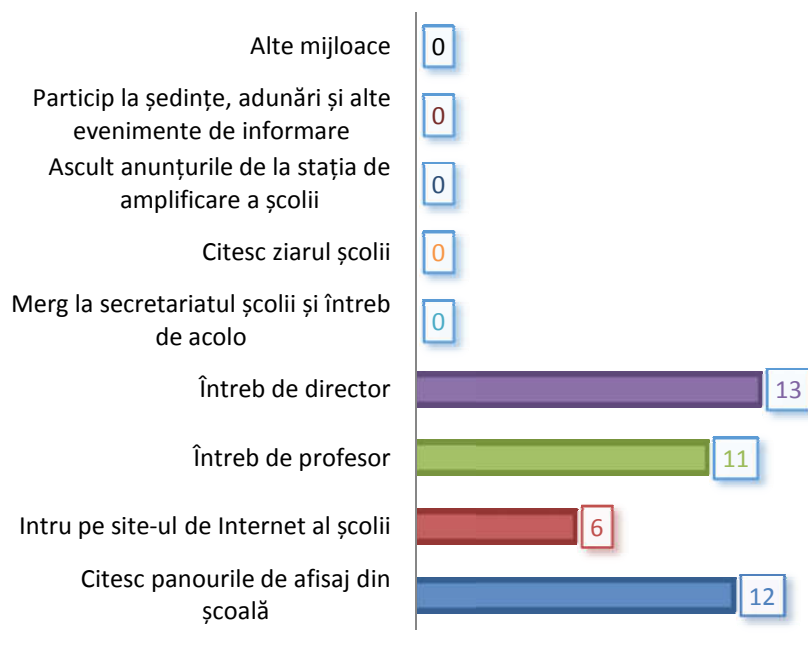 Alte mijloace
0
Particip la ședințe, adunări și alte
evenimente de informare
0
Ascult anunțurile de la stația de
amplificare a școlii
0
Citesc ziarul școlii
0
Merg la secretariatul școlii și întreb
de acolo
0
Întreb de director
13
Întreb de profesor
11
Intru pe site-ul de Internet al școlii
6
Citesc panourile de afisaj din
școală
12